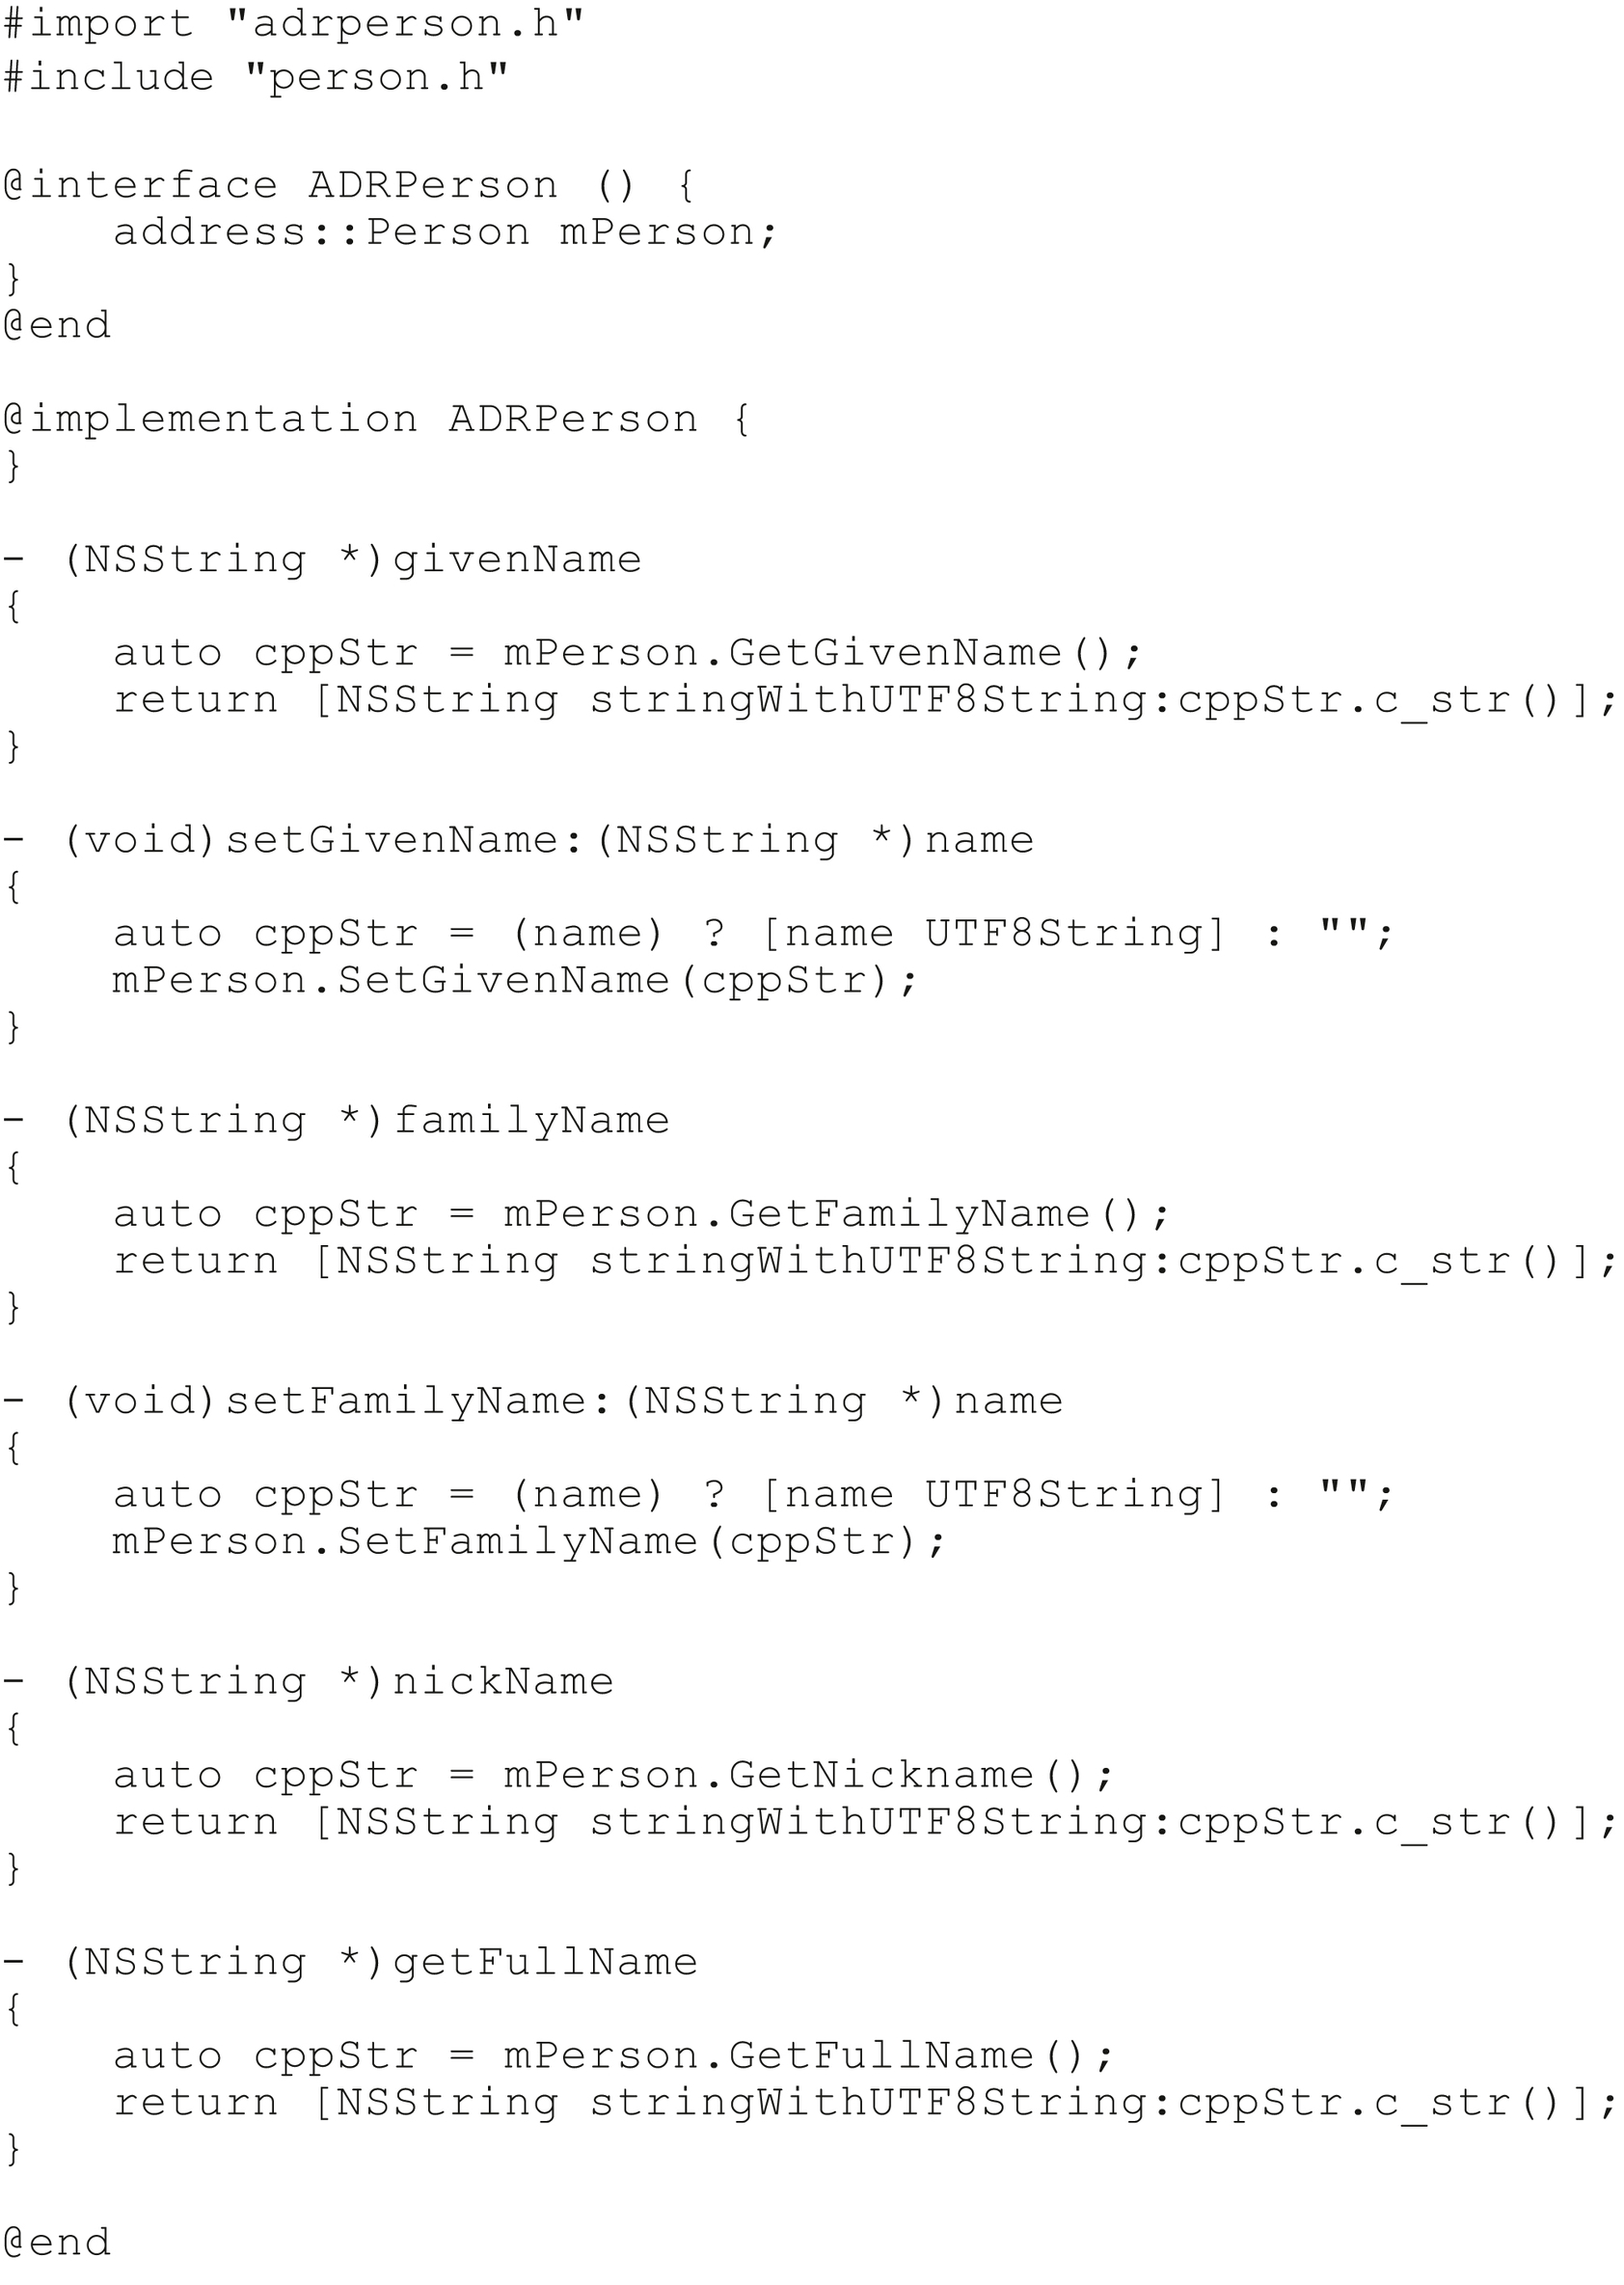 #import "adrperson.h"
#include "person.h"

@interface ADRPerson () {
    address::Person mPerson;
}
@end

@implementation ADRPerson {
}

- (NSString *)givenName
{
    auto cppStr = mPerson.GetGivenName();
    return [NSString stringWithUTF8String:cppStr.c_str()];
}

- (void)setGivenName:(NSString *)name
{
    auto cppStr = (name) ? [name UTF8String] : "";
    mPerson.SetGivenName(cppStr);
}

- (NSString *)familyName
{
    auto cppStr = mPerson.GetFamilyName();
    return [NSString stringWithUTF8String:cppStr.c_str()];
}

- (void)setFamilyName:(NSString *)name
{
    auto cppStr = (name) ? [name UTF8String] : "";
    mPerson.SetFamilyName(cppStr);
}

- (NSString *)nickName
{
    auto cppStr = mPerson.GetNickname();
    return [NSString stringWithUTF8String:cppStr.c_str()];
}

- (NSString *)getFullName
{
    auto cppStr = mPerson.GetFullName();
    return [NSString stringWithUTF8String:cppStr.c_str()];
}

@end